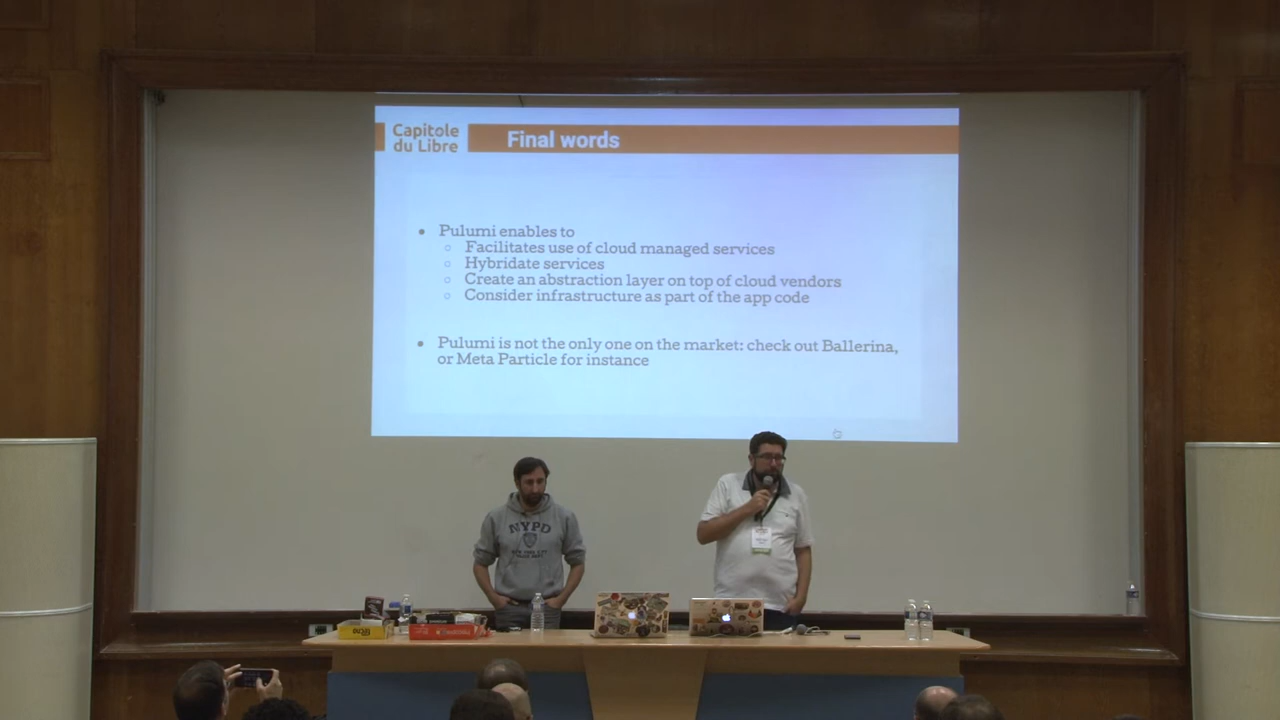 Capitole
du Libre
Final words
Pulumi enables to
Facilitates use of cloud managed services
Hybridate services
Create an abstraction layer on top of cloud vendors
Consider infrastructure as part of the app code
Pulumi is not the only one on the market: check out Ballerina,
or Meta Particle for instance
NYPD